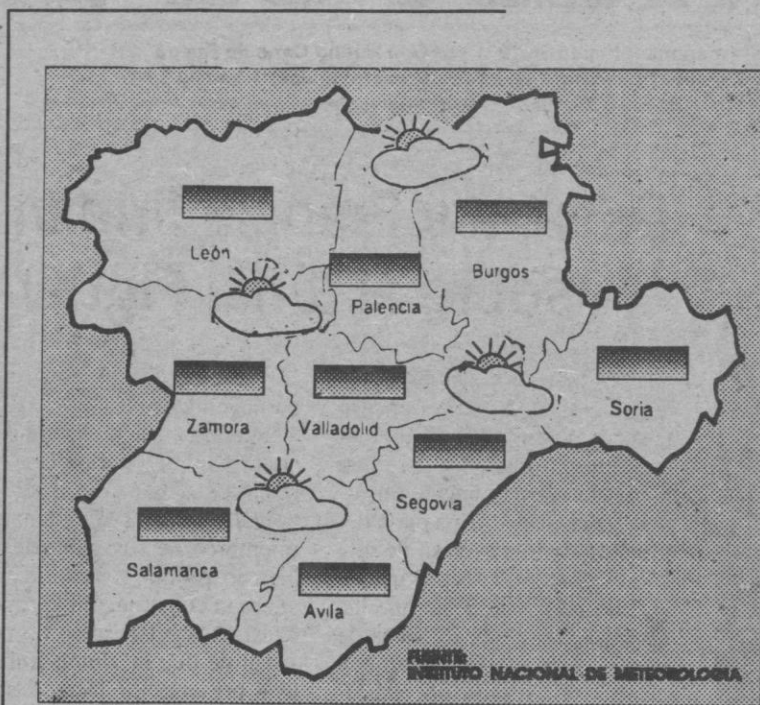 León
Burgos
Palencia
Soria
Zamora
Valladolid
Segovia
Salamanca
Avila
FUENTE:
INSTITUTO NACIONAL DE METEOROLOGIA